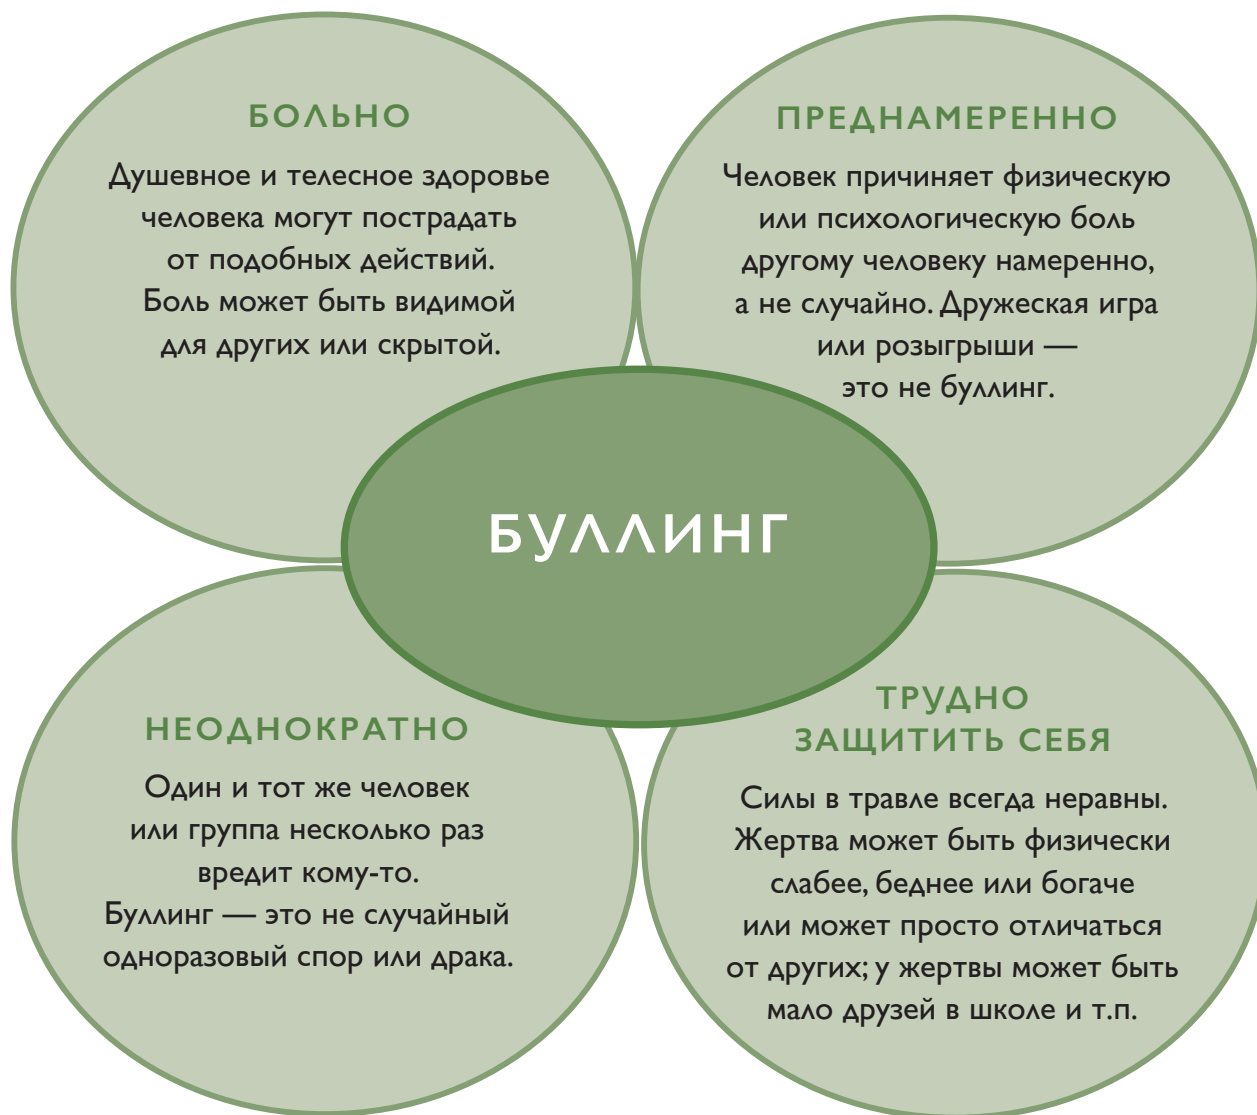 БОЛЬНО
Душевное и телесное здоровье
человека могут пострадать
от подобных действий.
Боль может быть видимой
для других или скрытой.
ПРЕДНАМЕРЕННО
Человек причиняет физическую
или психологическую боль
другому человеку намеренно,
а не случайно. Дружеская игра
или розыгрыши —
это не буллинг.
БУЛЛИНГ
НЕОДНОКРАТНО
Один и тот же человек
или группа несколько раз
вредит кому-то.
Буллинг — это не случайный
одноразовый спор или драка.
ТРУДНО
ЗАЩИТИТЬ СЕБЯ
Силы в травле всегда неравны.
Жертва может быть физически
слабее, беднее или богаче
или может просто отличаться
от других; у жертвы может быть
мало друзей в школе и т.п.